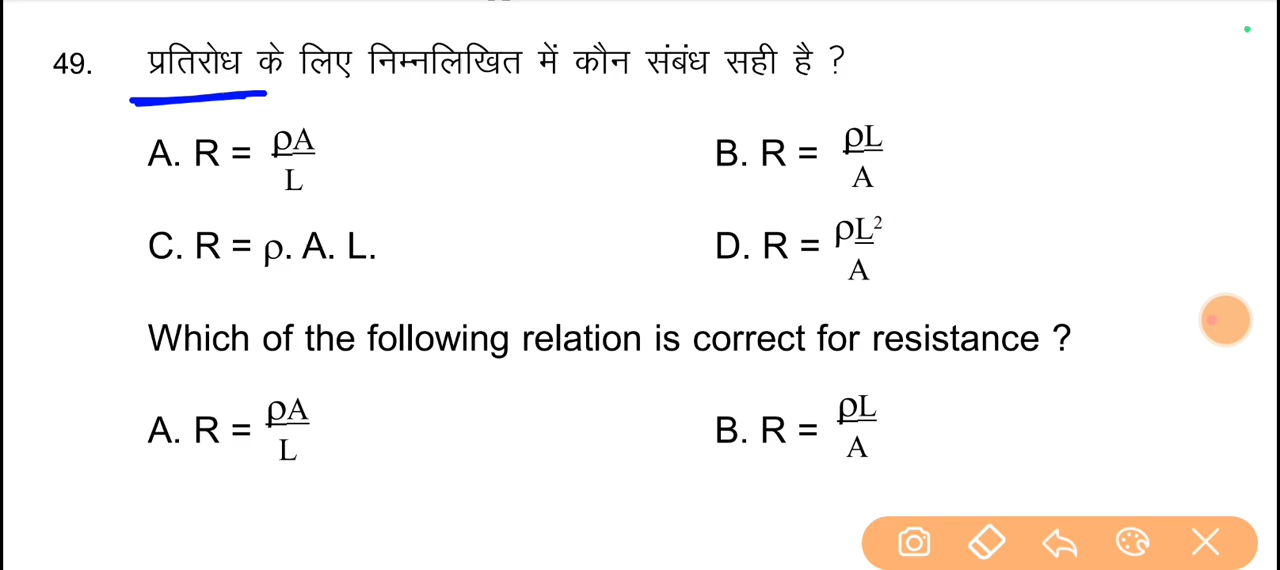 49. प्रतिरोध के लिए निम्नलिखित में कौन संबंध सही है ?
A. R = ρA/L B. R = ρL/A
C. R = ρ. A. L. D. R = ρL²/A
Which of the following relation is correct for resistance ?
A. R = ρA/L B. R = ρL/A